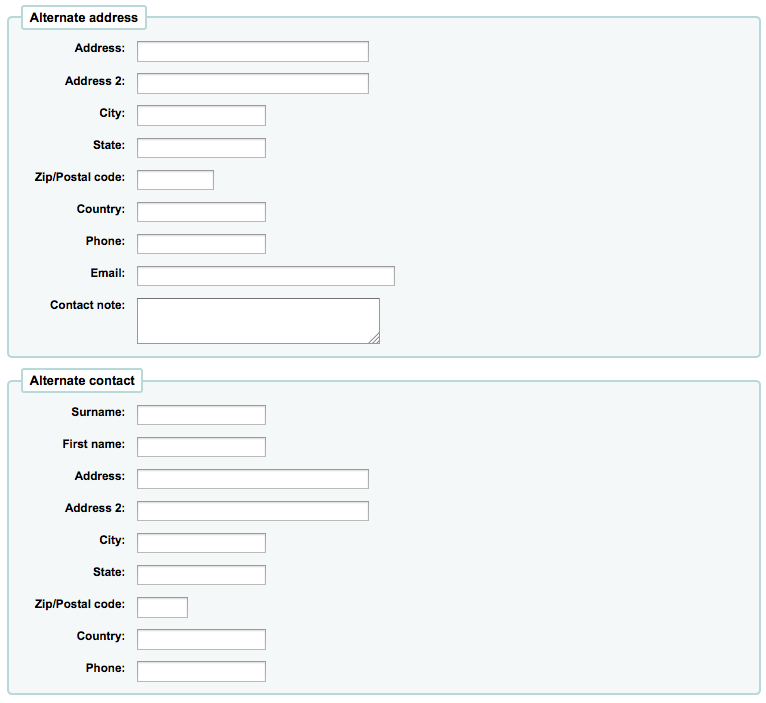 Alternate address
Address:
Address 2:
City:
State:
Zip/Postal code:
Country:
Phone:
Email:
Contact note:
Alternate contact
Surname:
First name:
Address:
Address 2:
City:
State:
Zip/Postal code:
Country:
Phone: